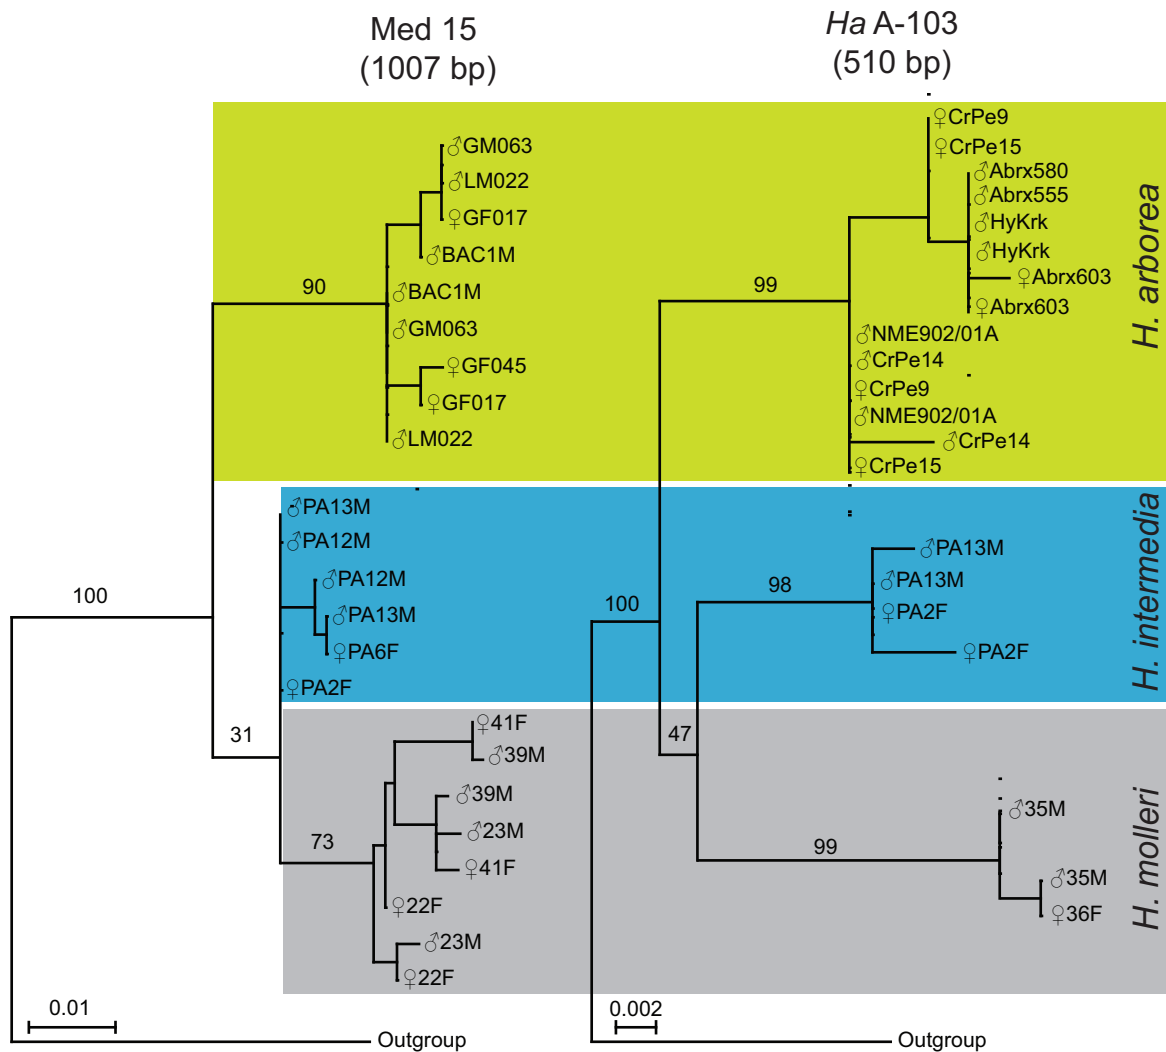 Med 15
(1007 bp)
Ha A-103
(510 bp)
♂GM063
♂LM022
♀GF017
♂BAC1M
90
♂BAC1M
♂GM063
♀GF045
♀GF017
♂LM022
♂PA13M
♂PA12M
♂PA12M
♂PA13M
♀PA6F
♀PA2F
100
31
♀41F
♂39M
♂39M
♂23M
♀41F
73
♀22F
♂23M
♀22F
0.01
Outgroup
♀CrPe9
♀CrPe15
♂Abrx580
♂Abrx555
♂HyKrk
♂HyKrk
♀Abrx603
♀Abrx603
99
♂NME902/01A
♂CrPe14
♀CrPe9
♂NME902/01A
♂CrPe14
♀CrPe15
♂PA13M
♂PA13M
♀PA2F
♀PA2F
98
100
47
♂35M
♂35M
♀36F
99
0.002
Outgroup
H. arborea
H. intermedia
H. molleri